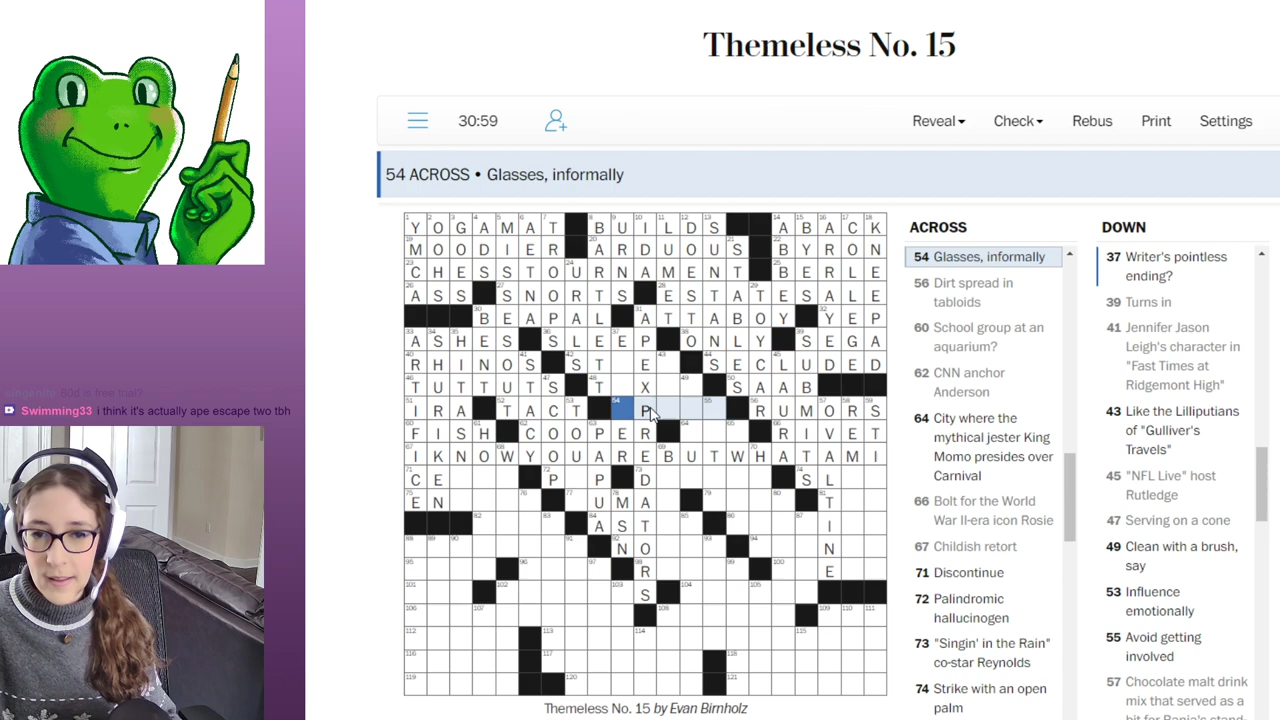 Themeless No. 15
30:59
Reveal
Check
Rebus
Print
Settings
54 ACROSS • Glasses, informally
ACROSS
54 Glasses, informally
56 Dirt spread in
tabloids
60 School group at an
aquarium?
62 CNN anchor
Anderson
64 City where the
mythical jester King
Momo presides over
Carnival
66 Bolt for the World
War II-era icon Rosie
67 Childish retort
71 Discontinue
72 Palindromic
hallucinogen
73 "Singin' in the Rain"
co-star Reynolds
74 Strike with an open
palm
DOWN
37 Writer's pointless
ending?
39 Turns in
41 Jennifer Jason
Leigh's character in
"Fast Times at
Ridgemont High"
43 Like the Lilliputians
of "Gulliver's
Travels"
45 "NFL Live" host
Rutledge
47 Serving on a cone
49 Clean with a brush,
say
53 Influence
emotionally
55 Avoid getting
involved
57 Chocolate malt drink
mix that served as a
Y O G A M A T B U I L D S A B A C K
M O O D I E R A R D U O U S B Y R O N
C H E S S T O U R N A M E N T B E R L E
A S S S N O R T S E S T A T E S A L E
B E A P A L A T T A B O Y Y E P
A S H E S S L E E P O N L Y S E G A
R H I N O S S T E S E C L U D E D
T U T T U T S T X S A A B
I R A T A C T P R U M O R S
F I S H C O O P E R R I V E T
I K N O W Y O U A R E B U T W H A T A M I
C E P P D S L
E N U M A T
A S T T I
N O N
R E
S
Swimming33 i think it's actually ape escape two tbh
Themeless No. 15 by Evan Birnholz